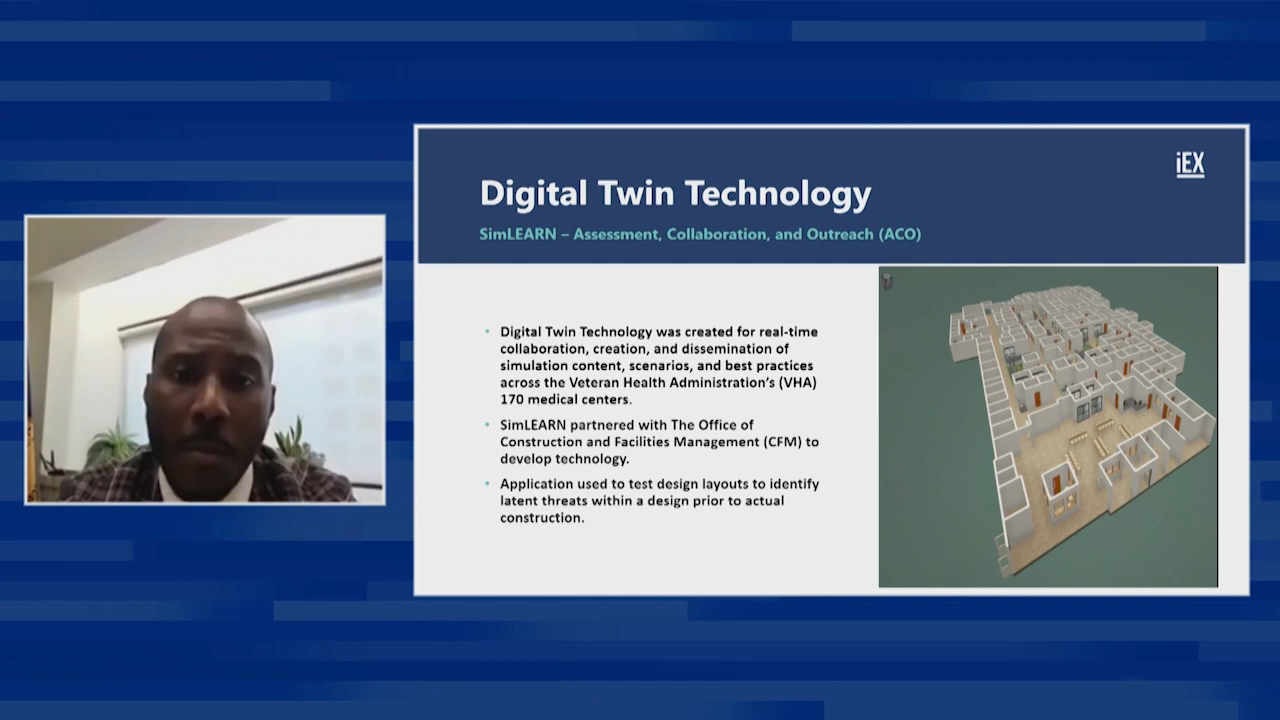 iEX
Digital Twin Technology
SimLEARN – Assessment, Collaboration, and Outreach (ACO)
• Digital Twin Technology was created for real-time
collaboration, creation, and dissemination of
simulation content, scenarios, and best practices
across the Veteran Health Administration's (VHA)
170 medical centers.
• SimLEARN partnered with The Office of
Construction and Facilities Management (CFM) to
develop technology.
• Application used to test design layouts to identify
latent threats within a design prior to actual
construction.